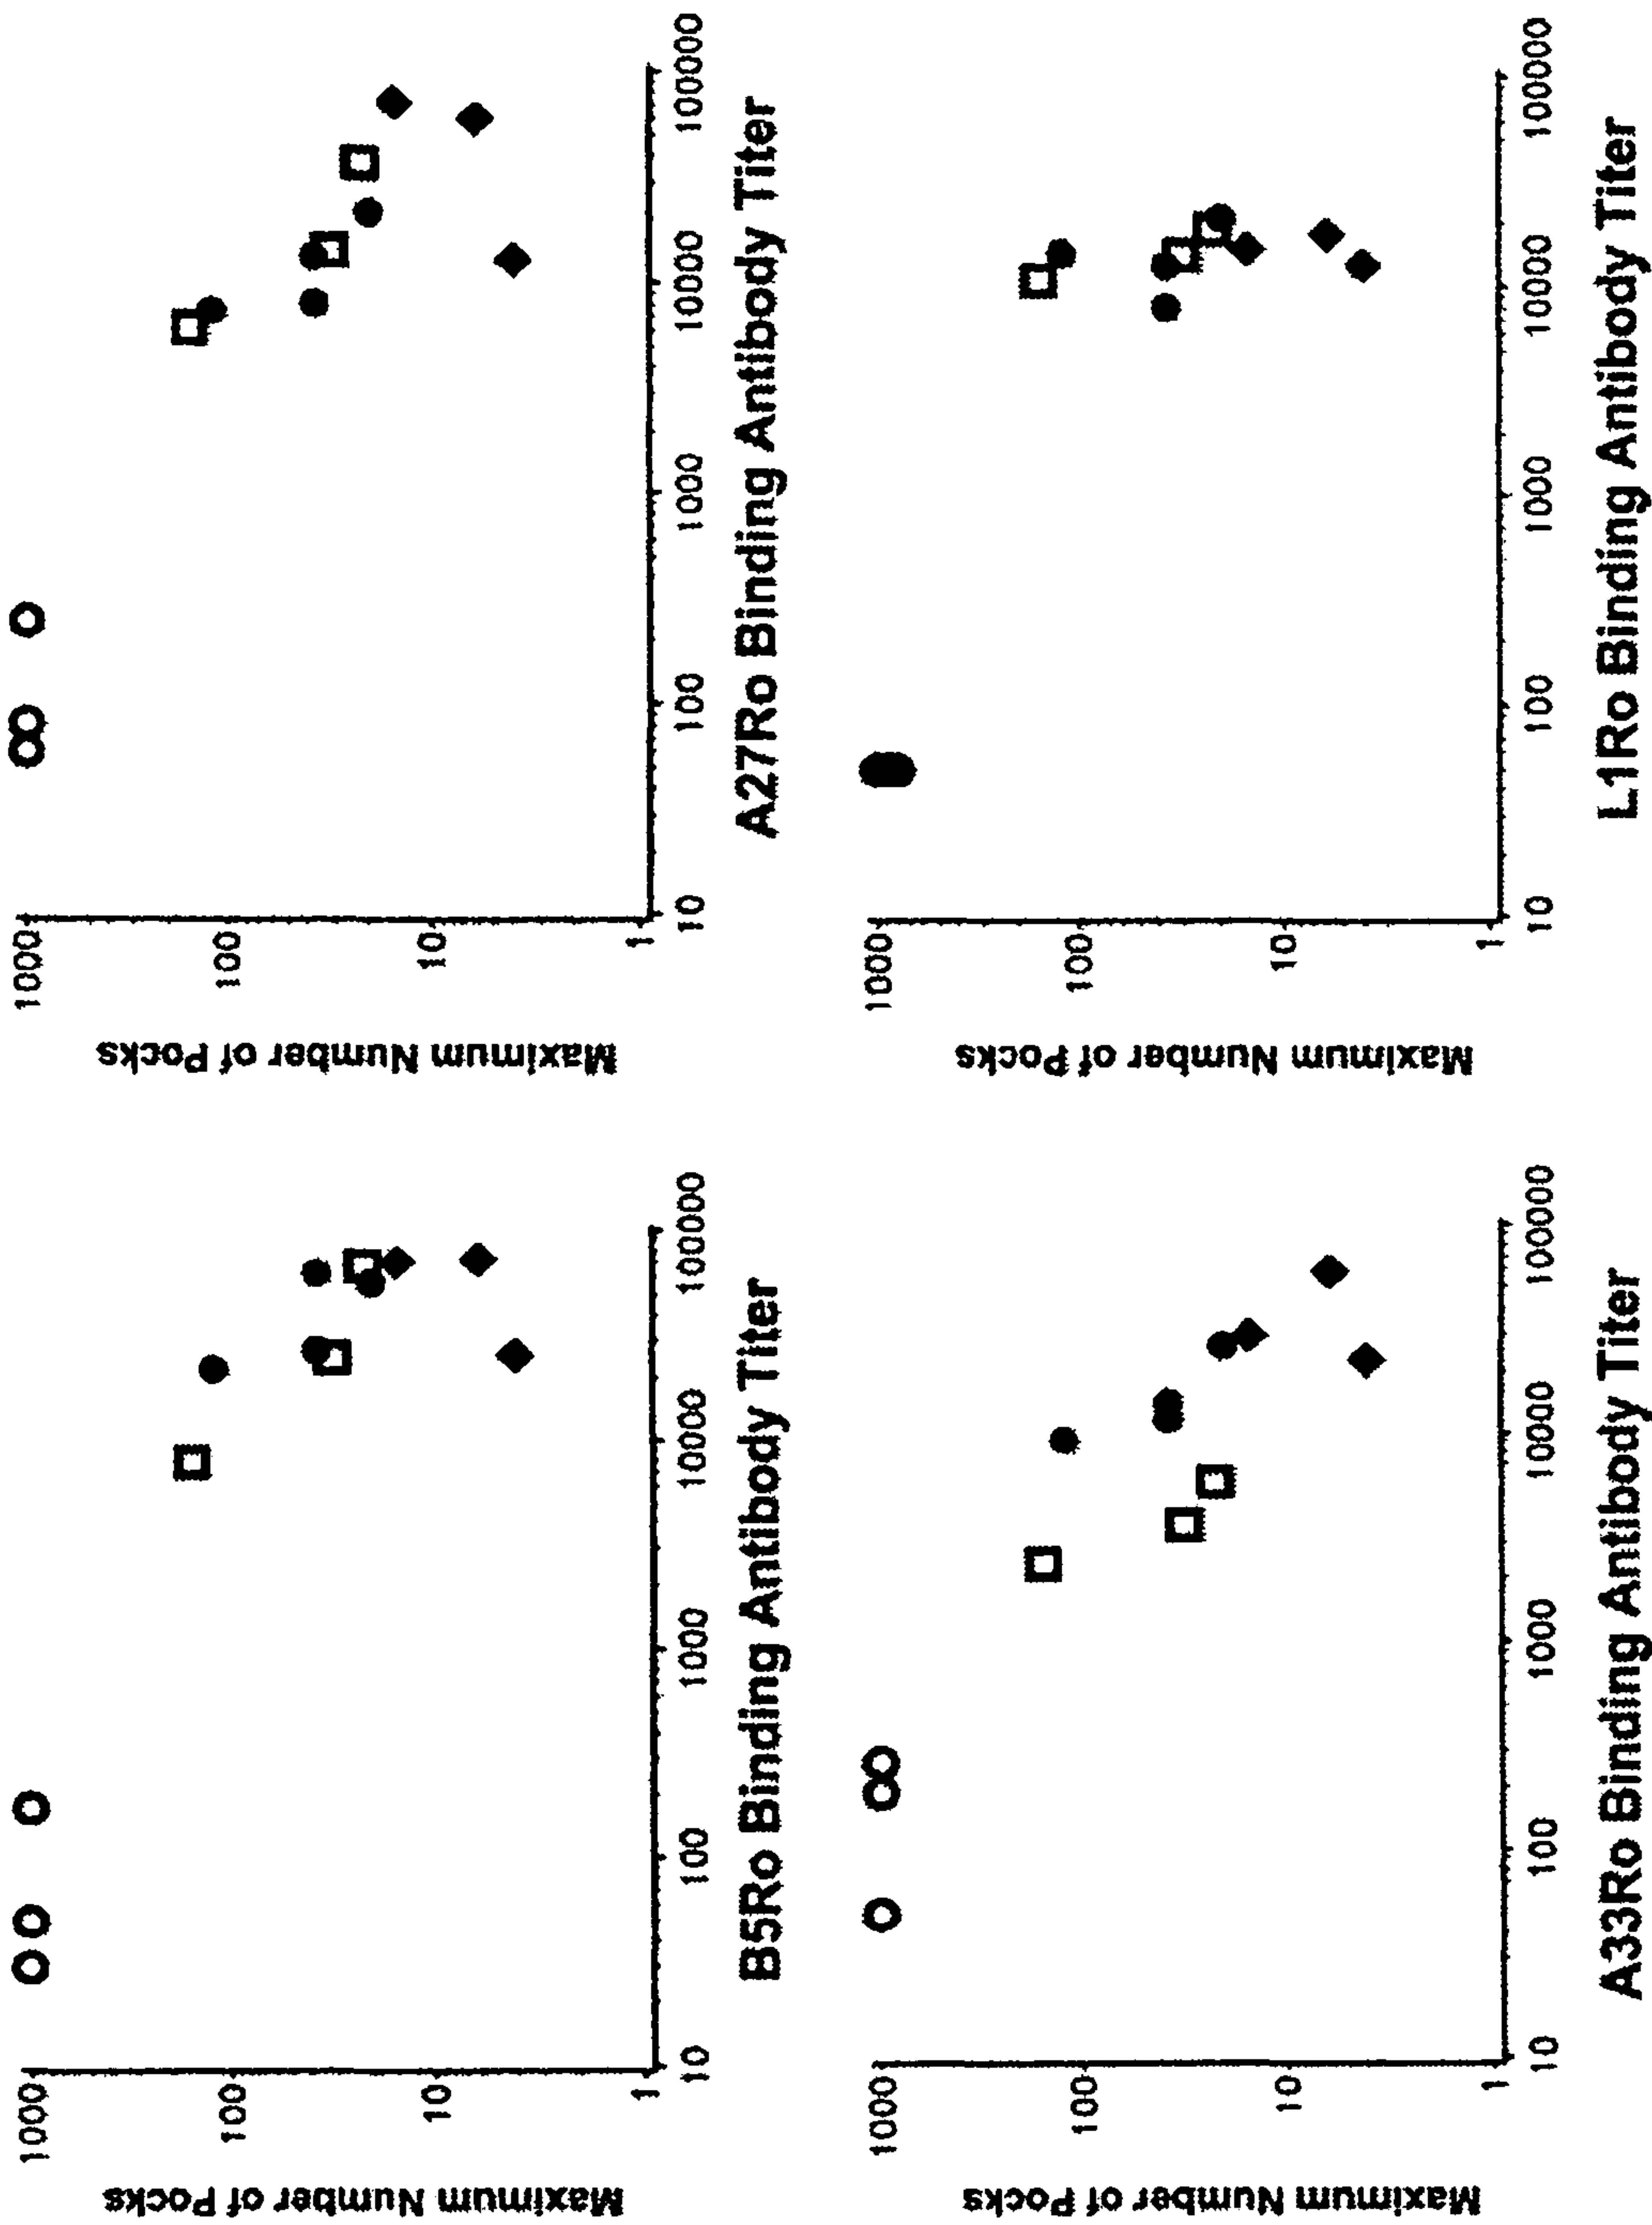 Maximum Number of Pocks
1000
100
10
1
10 100 1000 10000 100000
B5Ro Binding Antibody Titer
Maximum Number of Pocks
1000
100
10
1
10 100 1000 10000 100000
A27Ro Binding Antibody Titer
Maximum Number of Pocks
1000
100
10
1
10 100 1000 10000 100000
A33Ro Binding Antibody Titer
Maximum Number of Pocks
1000
100
10
1
10 100 1000 10000 100000
L1Ro Binding Antibody Titer